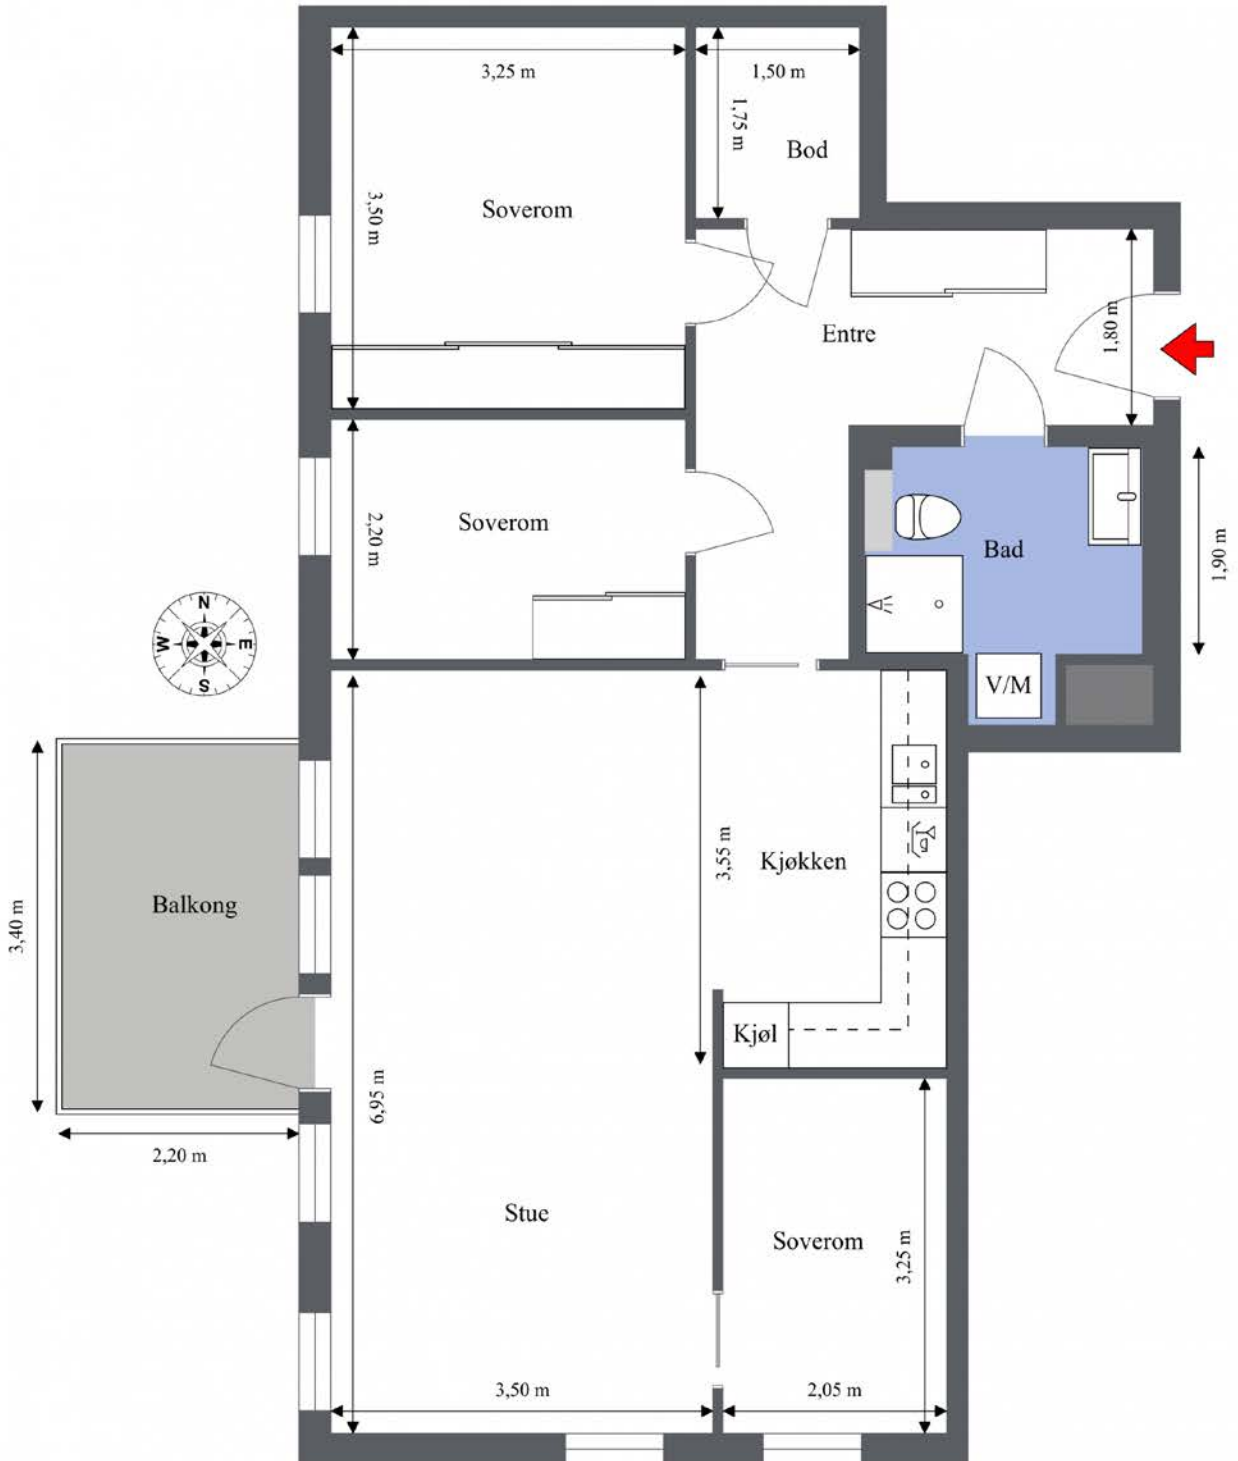 3,25 m
1,50 m
1,75 m
Bod
3,50 m
Soverom
Entre
1,80 m
2,20 m
Soverom
Bad
1,90 m
N
W
E
S
V/M
3,55 m
Kjøkken
Balkong
3,40 m
Kjøl
6,95 m
2,20 m
Stue
Soverom
3,25 m
3,50 m
2,05 m